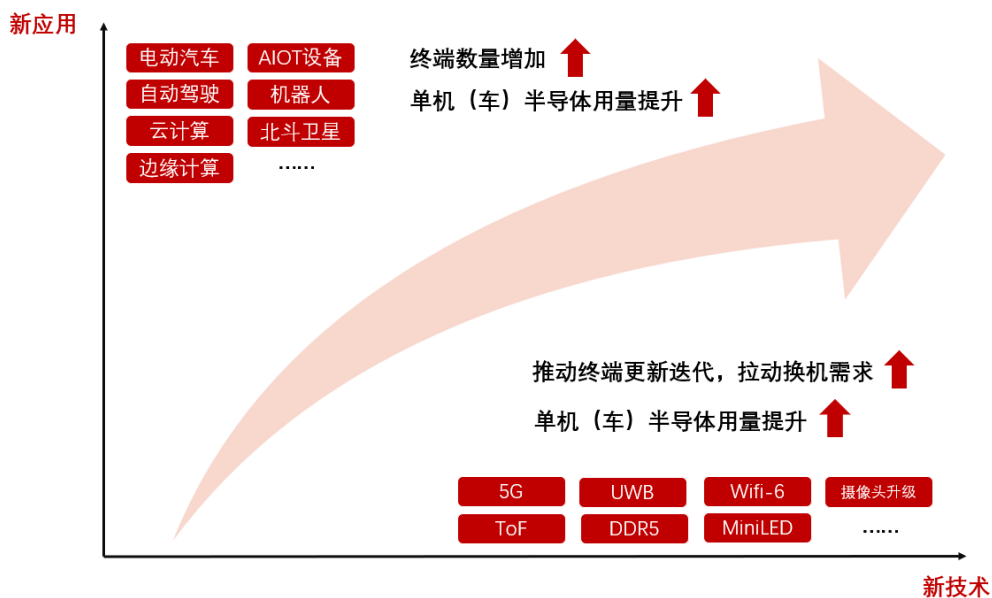 新应用
电动汽车 AIOT设备
自动驾驶 机器人
云计算 北斗卫星
边缘计算 ……
终端数量增加
单机（车）半导体用量提升
推动终端更新迭代，拉动换机需求
单机（车）半导体用量提升
5G UWB Wifi-6 摄像头升级
ToF DDR5 MiniLED ……
新技术